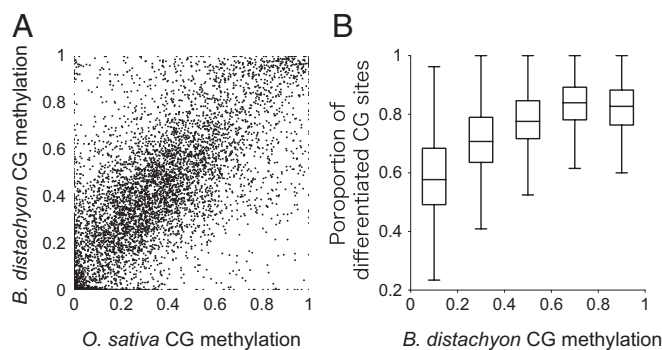 A
B. distachyon CG methylation
1
0.8
0.6
0.4
0.2
0
0 0.2 0.4 0.6 0.8 1
O. sativa CG methylation
B
Poroportion of
differentiated CG sites
1
0.8
0.6
0.4
0.2
0 0.2 0.4 0.6 0.8 1
B. distachyon CG methylation